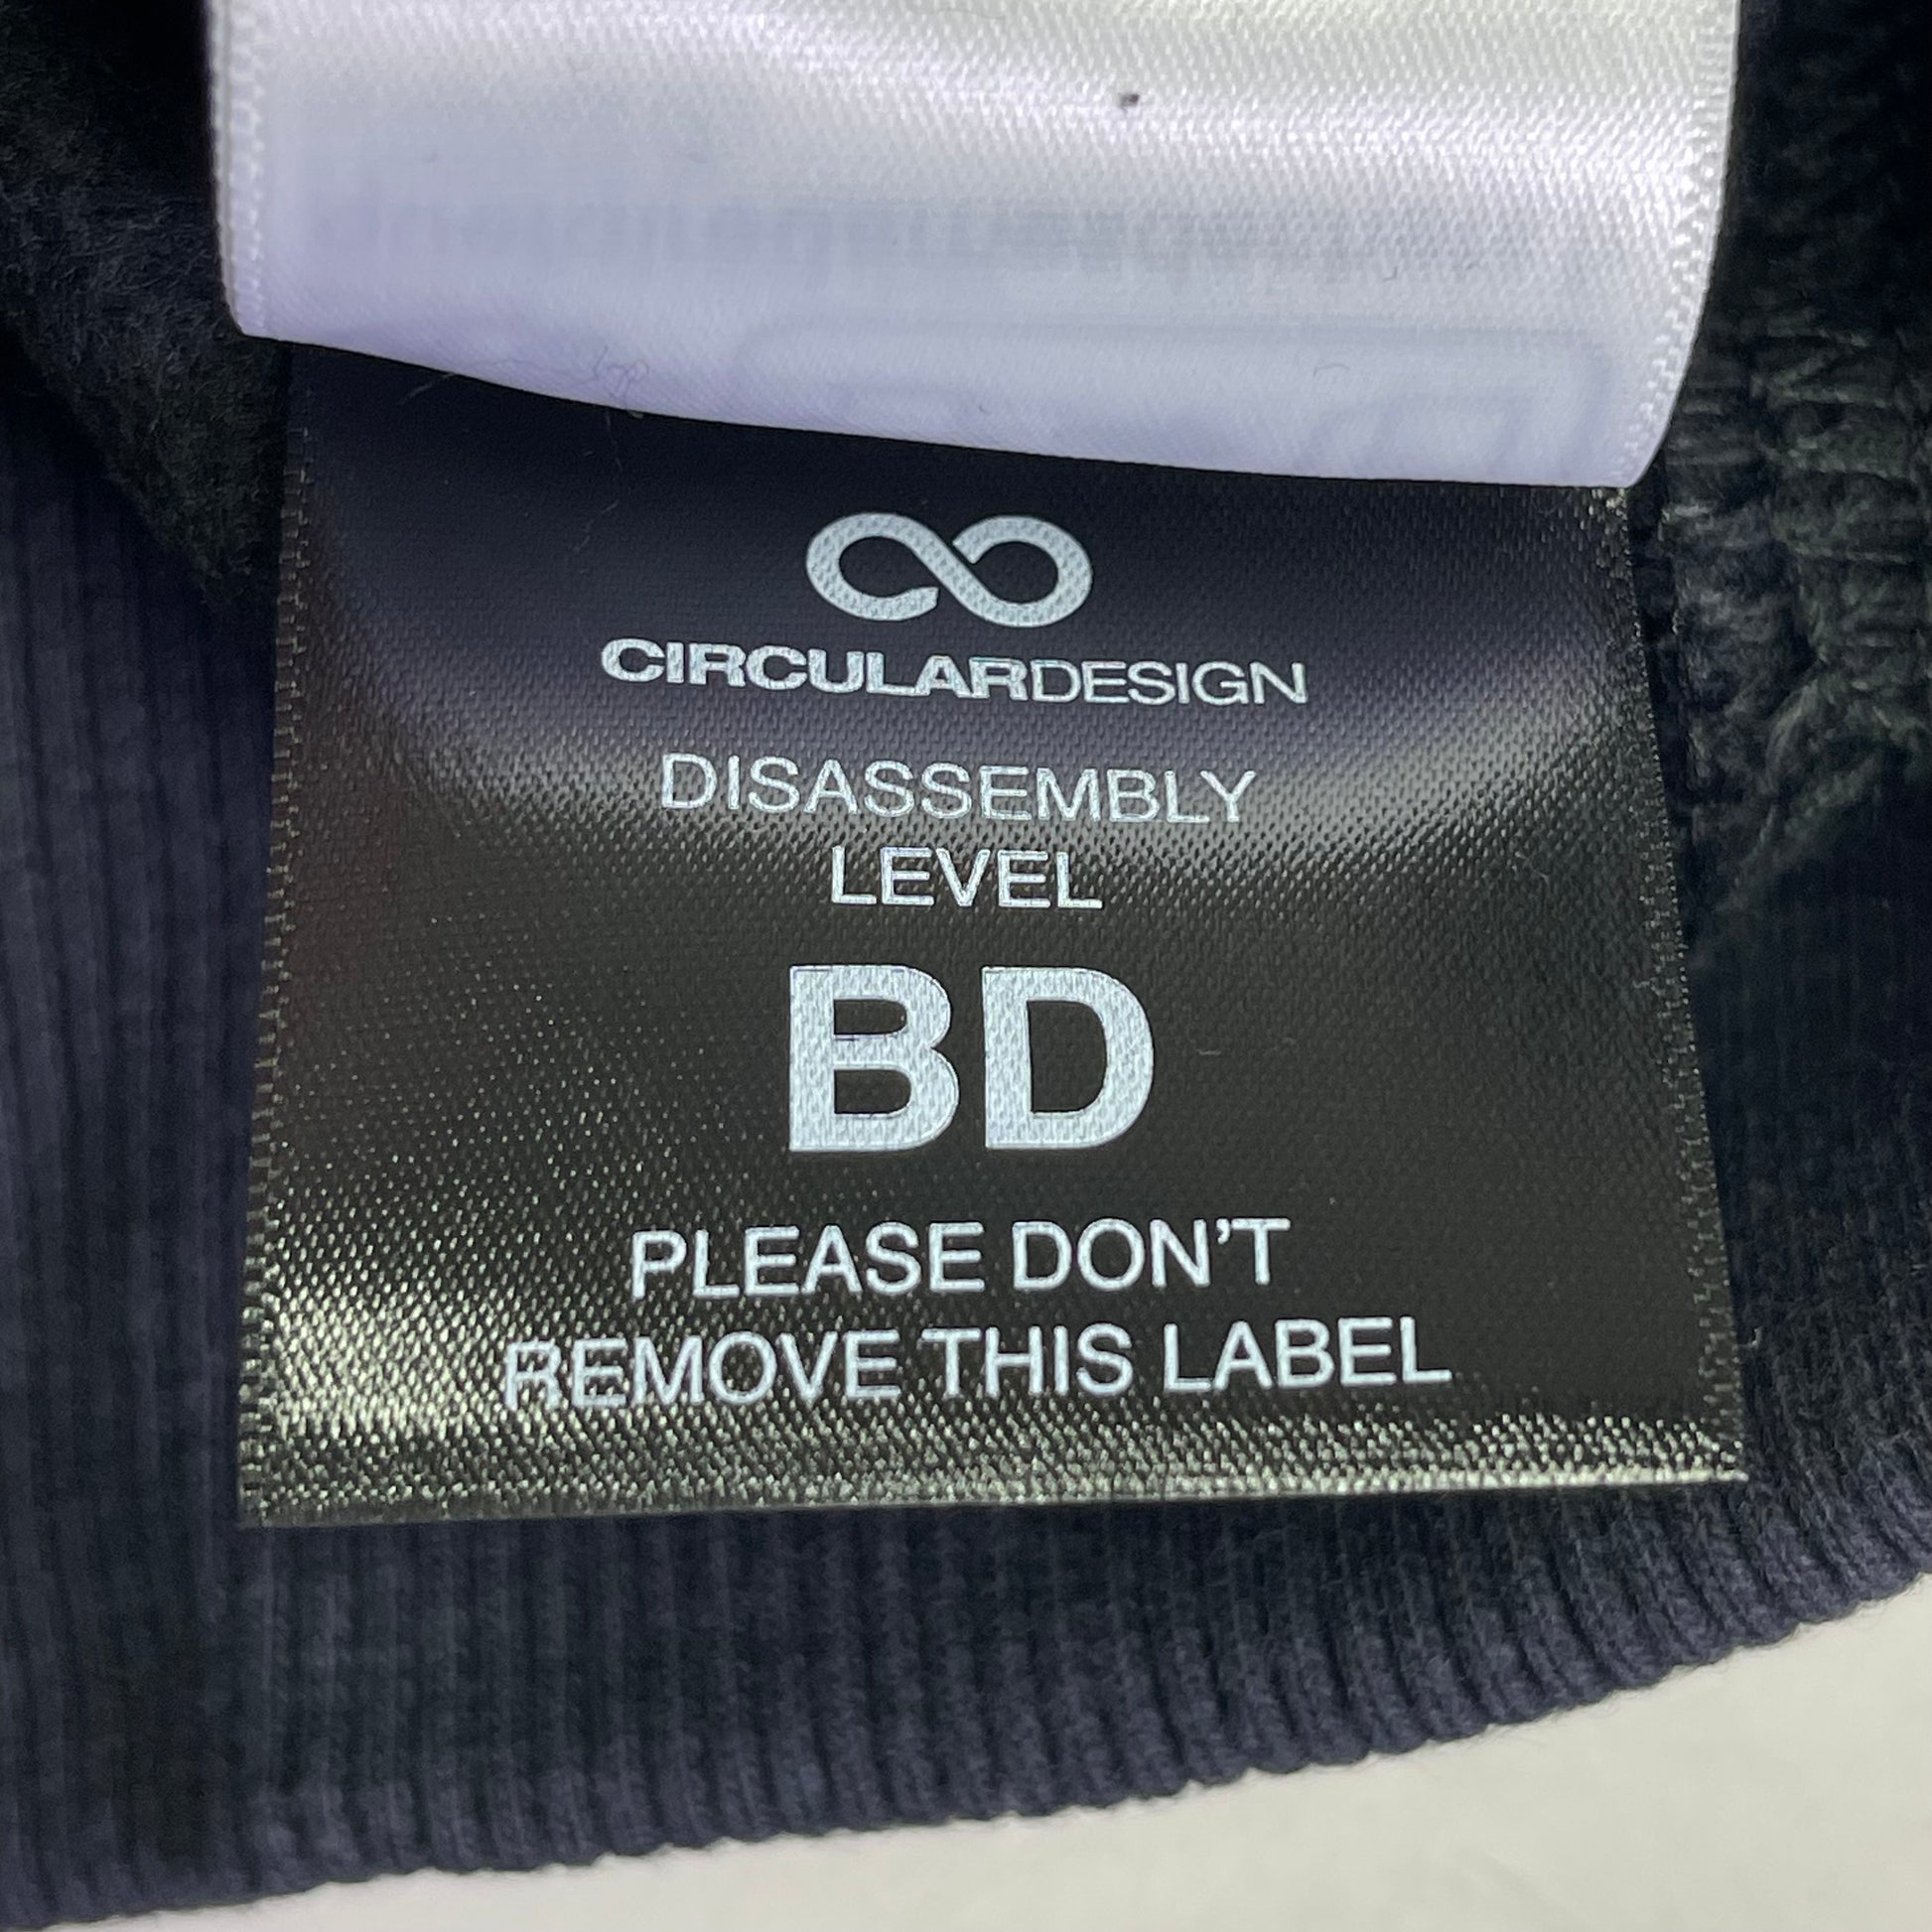 CIRCULARDESIGN
DISASSEMBLY
LEVEL
BD
PLEASE DON'T
REMOVE THIS LABEL